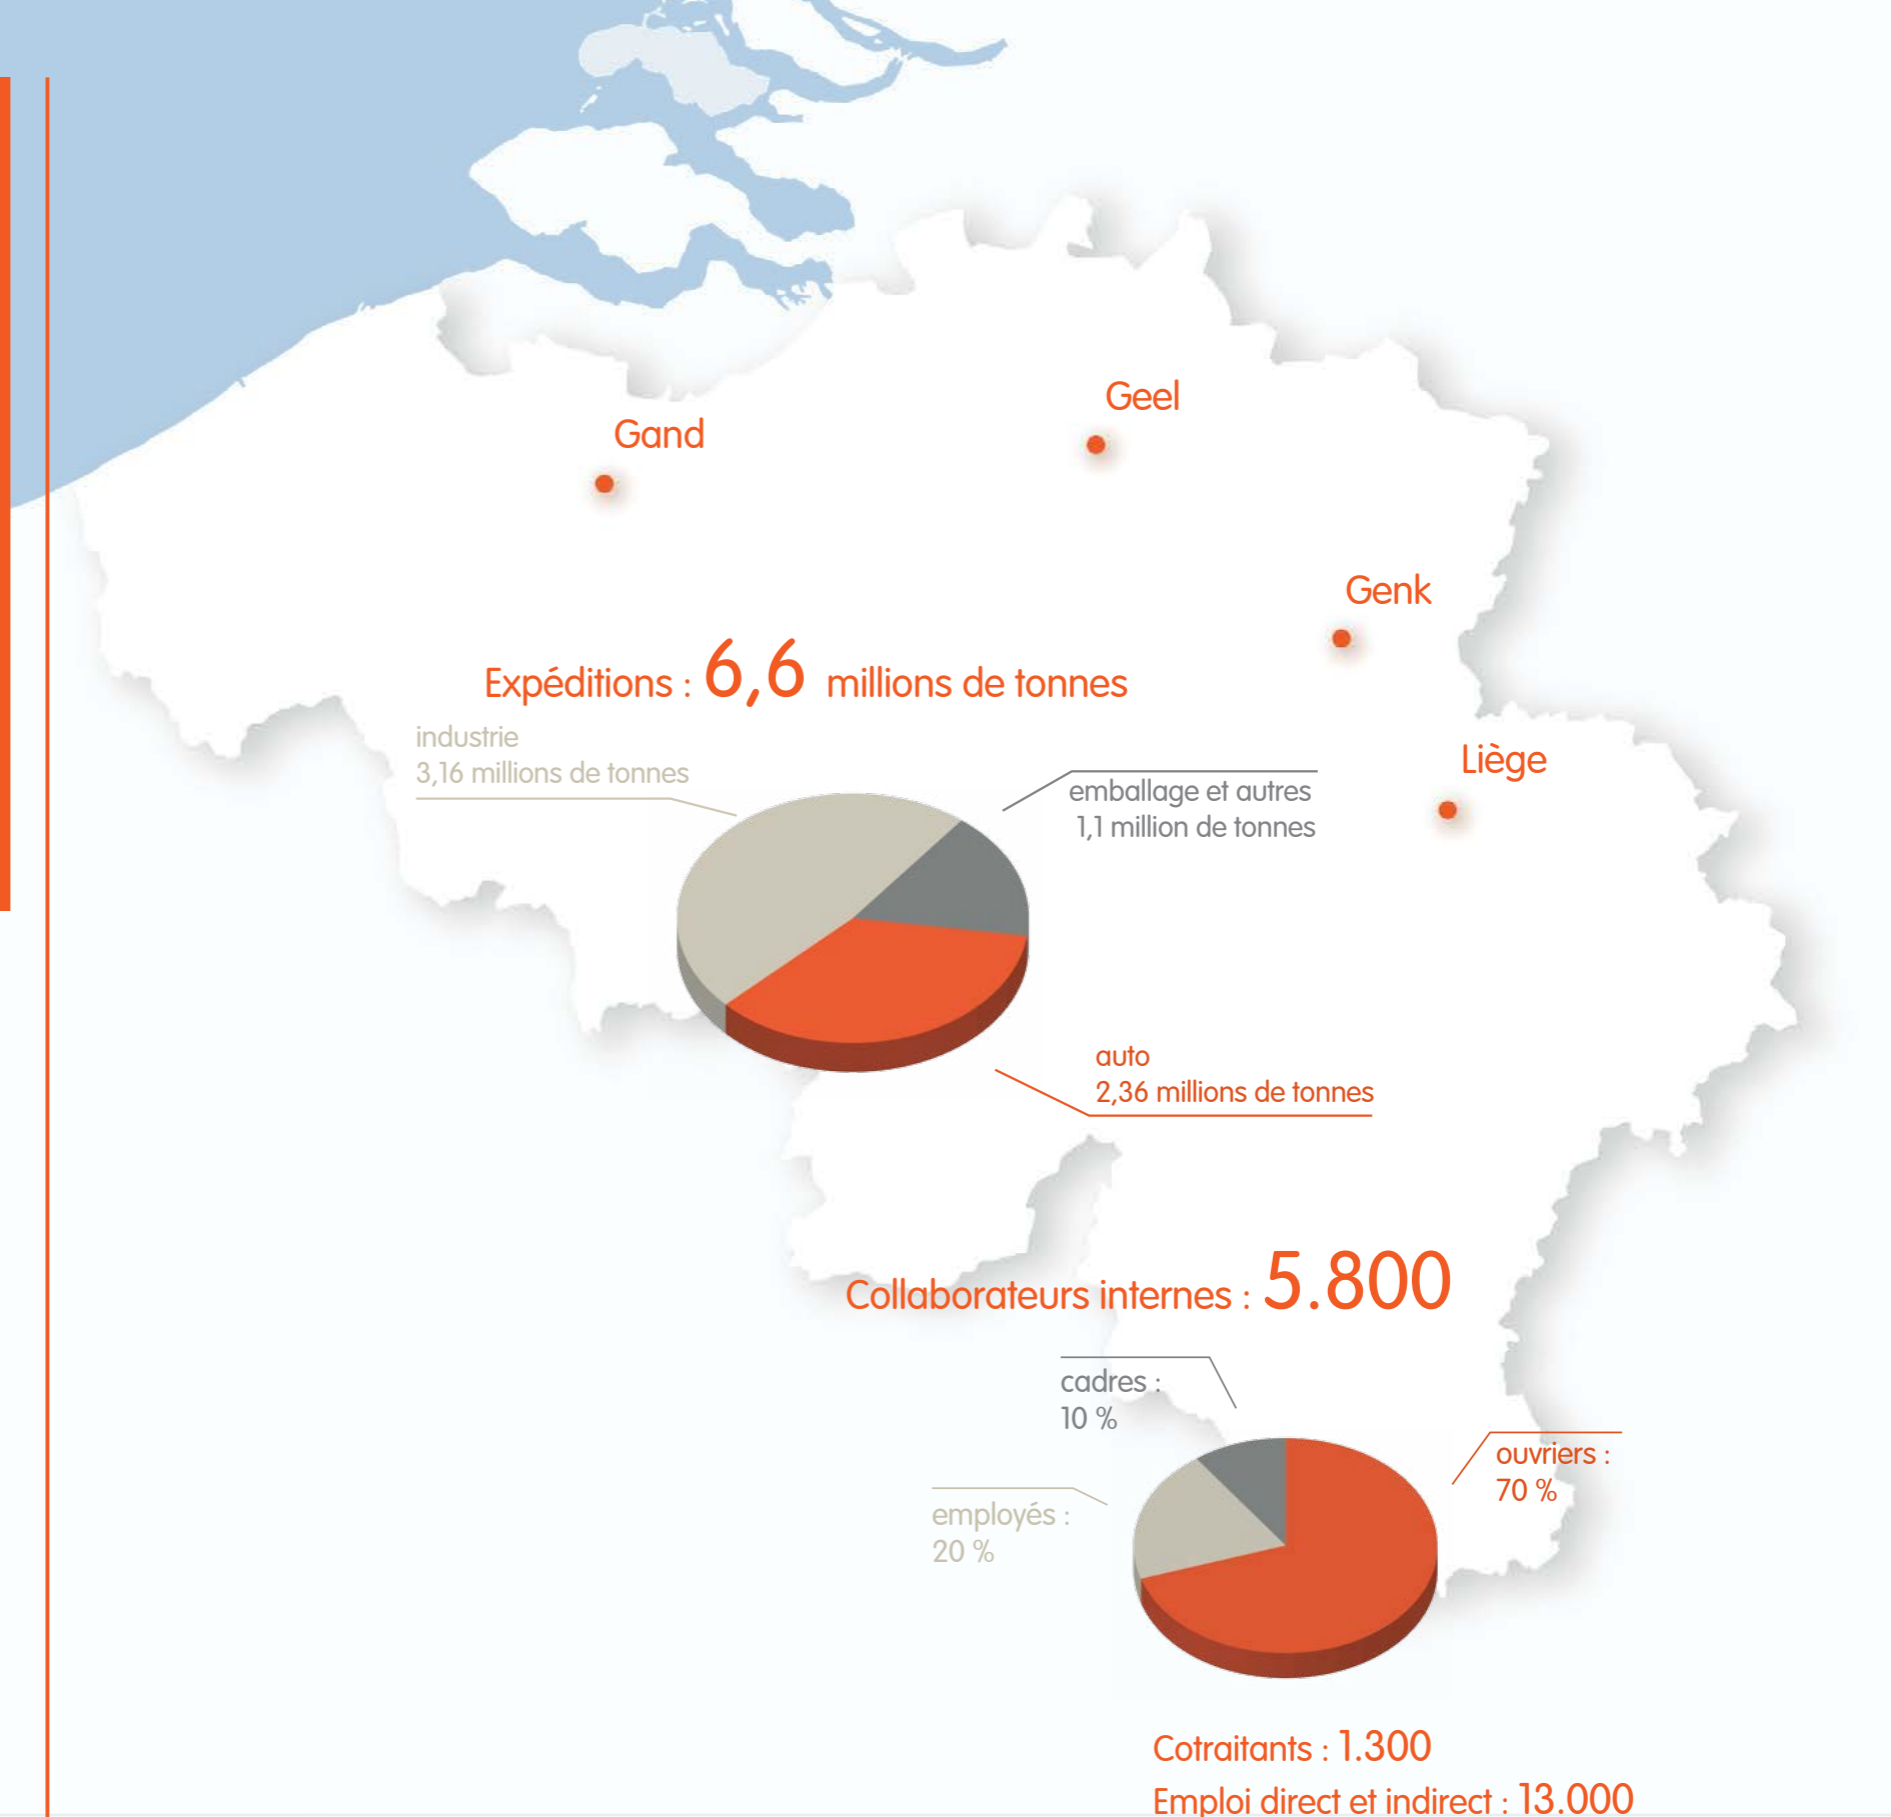 Geel
Gand
Genk
Expéditions : 6,6 millions de tonnes
industrie
3,16 millions de tonnes
Liège
emballage et autres
1,1 million de tonnes
auto
2,36 millions de tonnes
Collaborateurs internes : 5.800
cadres :
10 %
ouvriers :
70 %
employés :
20 %
Cotraitants : 1.300
Emploi direct et indirect : 13.000